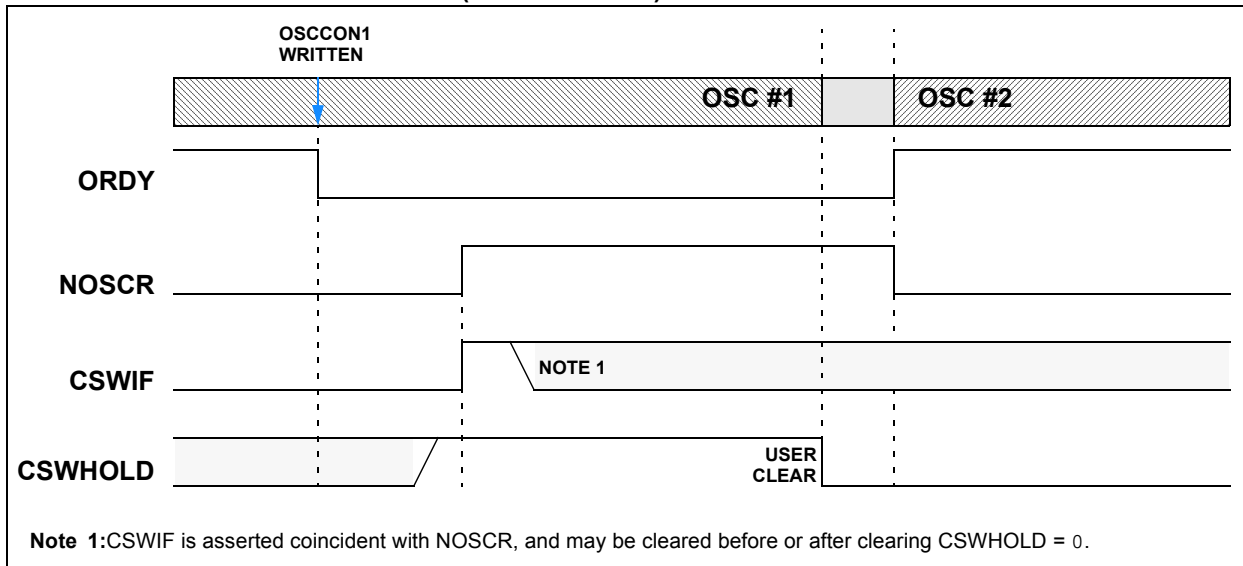 OSCCON1
WRITTEN
OSC #1
OSC #2
ORDY
NOSCR
CSWIF
NOTE 1
CSWHOLD
USER
CLEAR
Note 1:CSWIF is asserted coincident with NOSCR, and may be cleared before or after clearing CSWHOLD = 0.